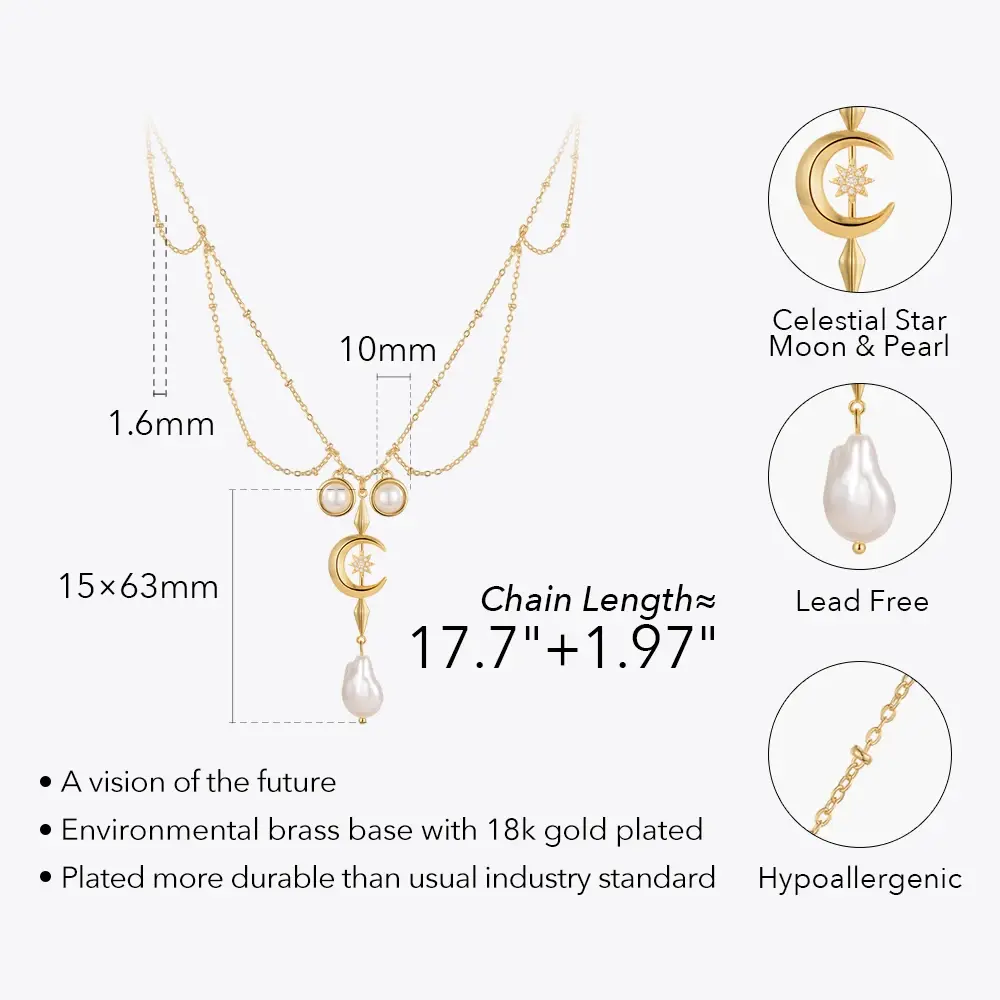 10mm
1.6mm
15×63mm
Chain Length≈
17.7"+1.97"
Celestial Star
Moon & Pearl
Lead Free
Hypoallergenic
• A vision of the future
• Environmental brass base with 18k gold plated
• Plated more durable than usual industry standard